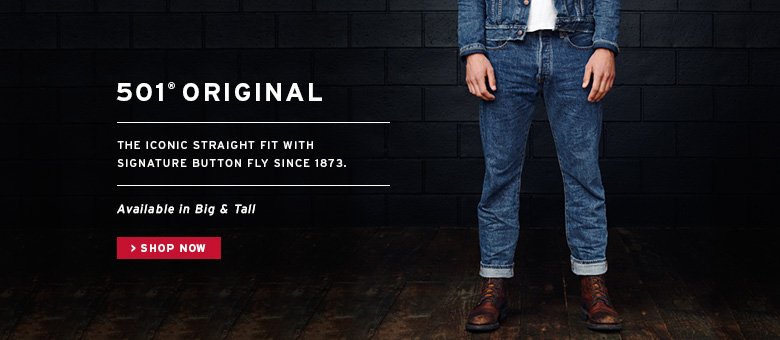 501® ORIGINAL
THE ICONIC STRAIGHT FIT WITH
SIGNATURE BUTTON FLY SINCE 1873.
Available in Big & Tall
> SHOP NOW